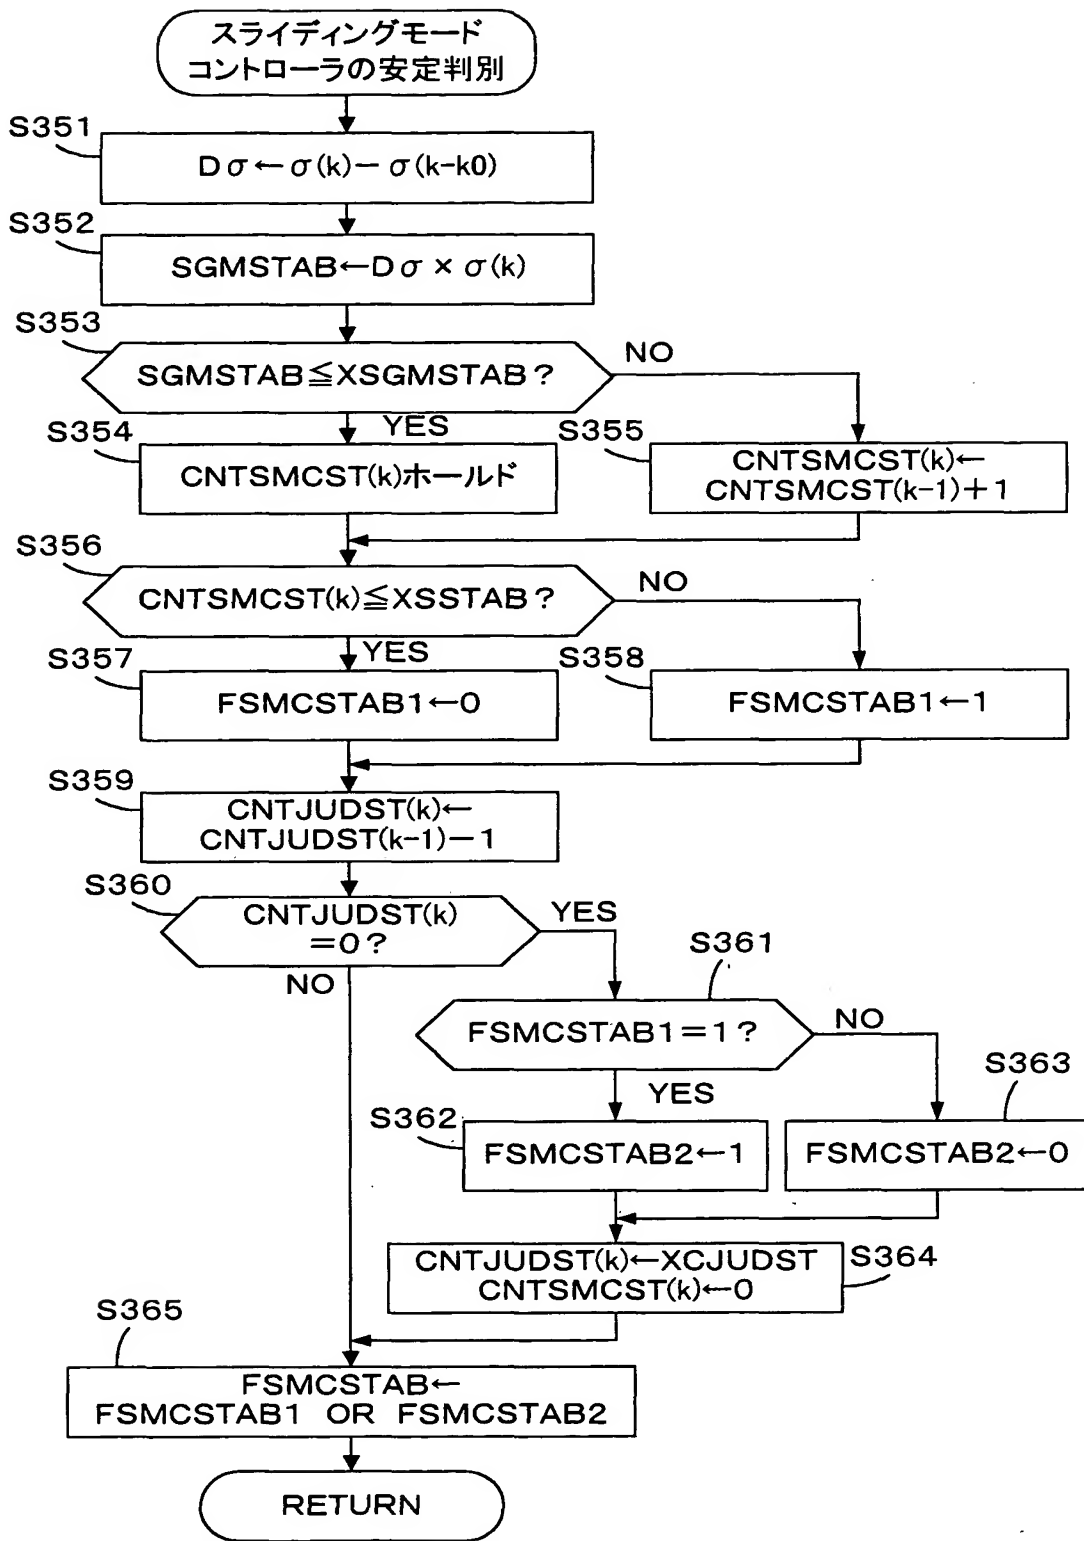 スライディングモード
コントローラの安定判別
S351
Dσ←σ(k)−σ(k-k0)
S352
SGMSTAB←Dσ×σ(k)
S353
SGMSTAB≦XSGMSTAB?
NO
YES
S354
CNTSMCST(k)ホールド
S355
CNTSMCST(k)←
CNTSMCST(k-1)+1
S356
CNTSMCST(k)≦XSSTAB?
NO
YES
S357
FSMCSTAB1←0
S358
FSMCSTAB1←1
S359
CNTJUDST(k)←
CNTJUDST(k-1)−1
S360
CNTJUDST(k)
=0?
YES
NO
S361
FSMCSTAB1=1?
NO
YES
S362
FSMCSTAB2←1
S363
FSMCSTAB2←0
S364
CNTJUDST(k)←XCJUDST
CNTSMCST(k)←0
S365
FSMCSTAB←
FSMCSTAB1 OR FSMCSTAB2
RETURN